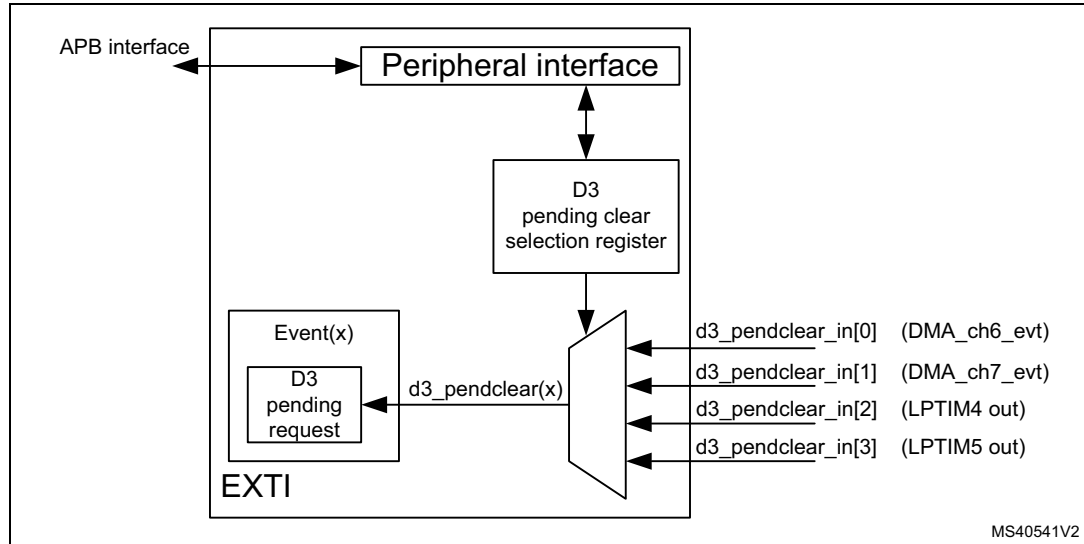 APB interface
Peripheral interface
D3
pending clear
selection register
Event(x)
D3
pending
request
d3_pendclear(x)
d3_pendclear_in[0] (DMA_ch6_evt)
d3_pendclear_in[1] (DMA_ch7_evt)
d3_pendclear_in[2] (LPTIM4 out)
d3_pendclear_in[3] (LPTIM5 out)
EXTI
MS40541V2